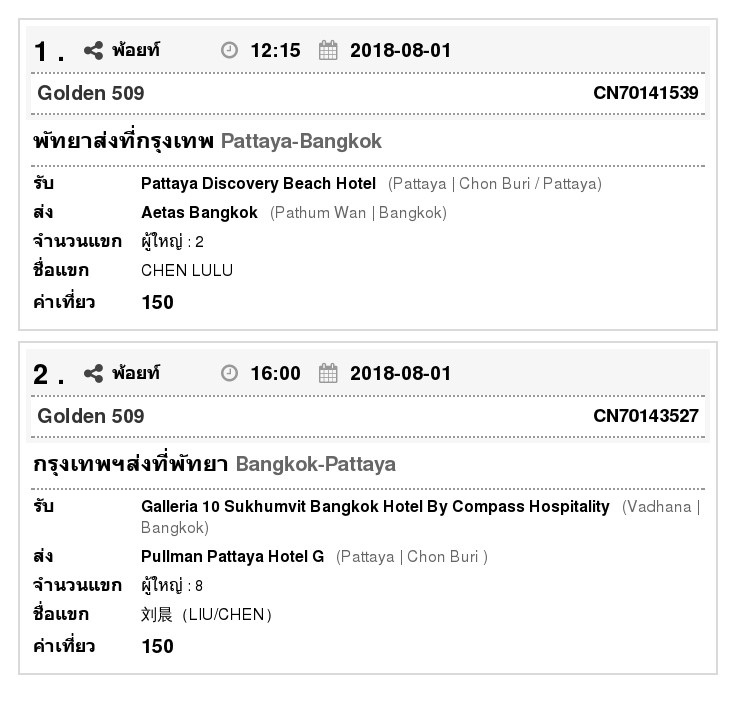 1 . พ้อยท์ 12:15 2018-08-01
Golden 509 CN70141539
พัทยาส่งที่กรุงเทพ Pattaya-Bangkok
รับ Pattaya Discovery Beach Hotel (Pattaya | Chon Buri / Pattaya)
ส่ง Aetas Bangkok (Pathum Wan | Bangkok)
จำนวนแขก ผู้ใหญ่ : 2
ชื่อแขก CHEN LULU
ค่าเที่ยว 150
2 . พ้อยท์ 16:00 2018-08-01
Golden 509 CN70143527
กรุงเทพฯส่งที่พัทยา Bangkok-Pattaya
รับ Galleria 10 Sukhumvit Bangkok Hotel By Compass Hospitality (Vadhana |
Bangkok)
ส่ง Pullman Pattaya Hotel G (Pattaya | Chon Buri )
จำนวนแขก ผู้ใหญ่ : 8
ชื่อแขก 刘晨（LIU/CHEN）
ค่าเที่ยว 150